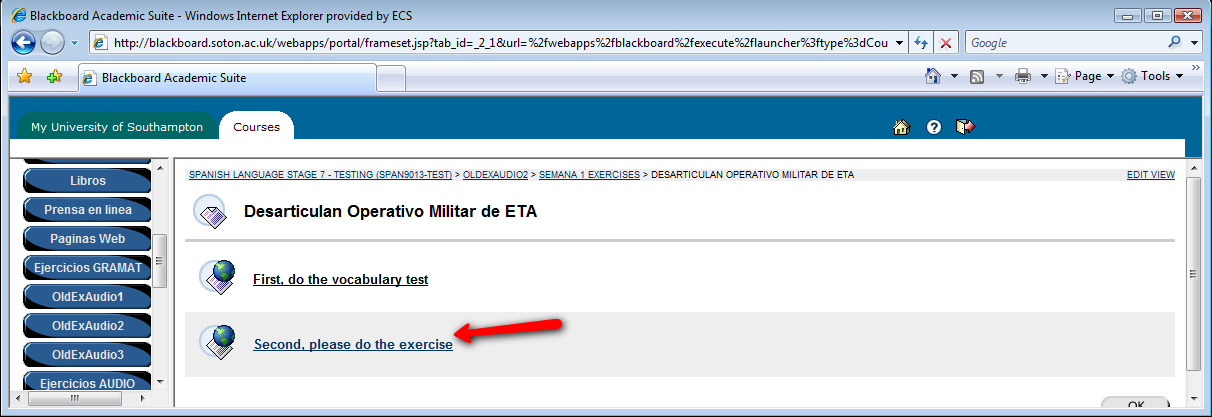 Blackboard Academic Suite - Windows Internet Explorer provided by ECS
http://blackboard.soton.ac.uk/webapps/portal/frameset.jsp?tab_id=_2_1&url=%2fwebapps%2fblackboard%2fexecute%2flauncher%3ftype%3dCou
Google
Blackboard Academic Suite
Page
Tools
My University of Southampton
Courses
Libros
Prensa en linea
Paginas Web
Ejercicios GRAMAT
OldExAudio1
OldExAudio2
OldExAudio3
Ejercicios AUDIO
SPANISH LANGUAGE STAGE 7 - TESTING (SPAN9013-TEST) > OLDEXAUDIO2 > SEMANA 1 EXERCISES > DESARTICULAN OPERATIVO MILITAR DE ETA
EDIT VIEW
Desarticulan Operativo Militar de ETA
First, do the vocabulary test
Second, please do the exercise
OK